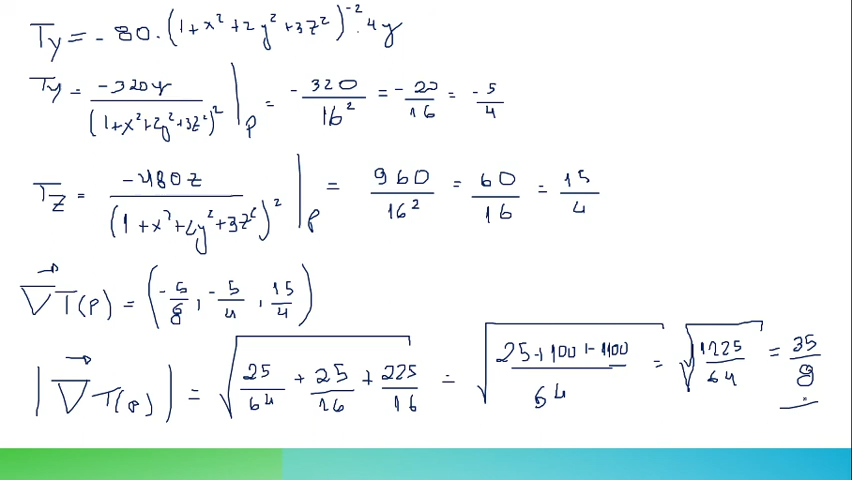 Ty = - 80 · (1 + x² + 2y² + 3z²)⁻² · 4y
Ty = -320y / (1 + x² + 2y² + 3z²)² |p = - 320 / 16² = - 20 / 16 = - 5 / 4
Tz = -480z / (1 + x² + 2y² + 3z²)² |p = 960 / 16² = 60 / 16 = 15 / 4
∇⃗T(p) = (- 5/8, - 5/4, 15/4)
|∇⃗T(p)| = √(25/64 + 25/16 + 225/16) = √((25 + 100 + 1100) / 64) = √(1225/64) = 35/8